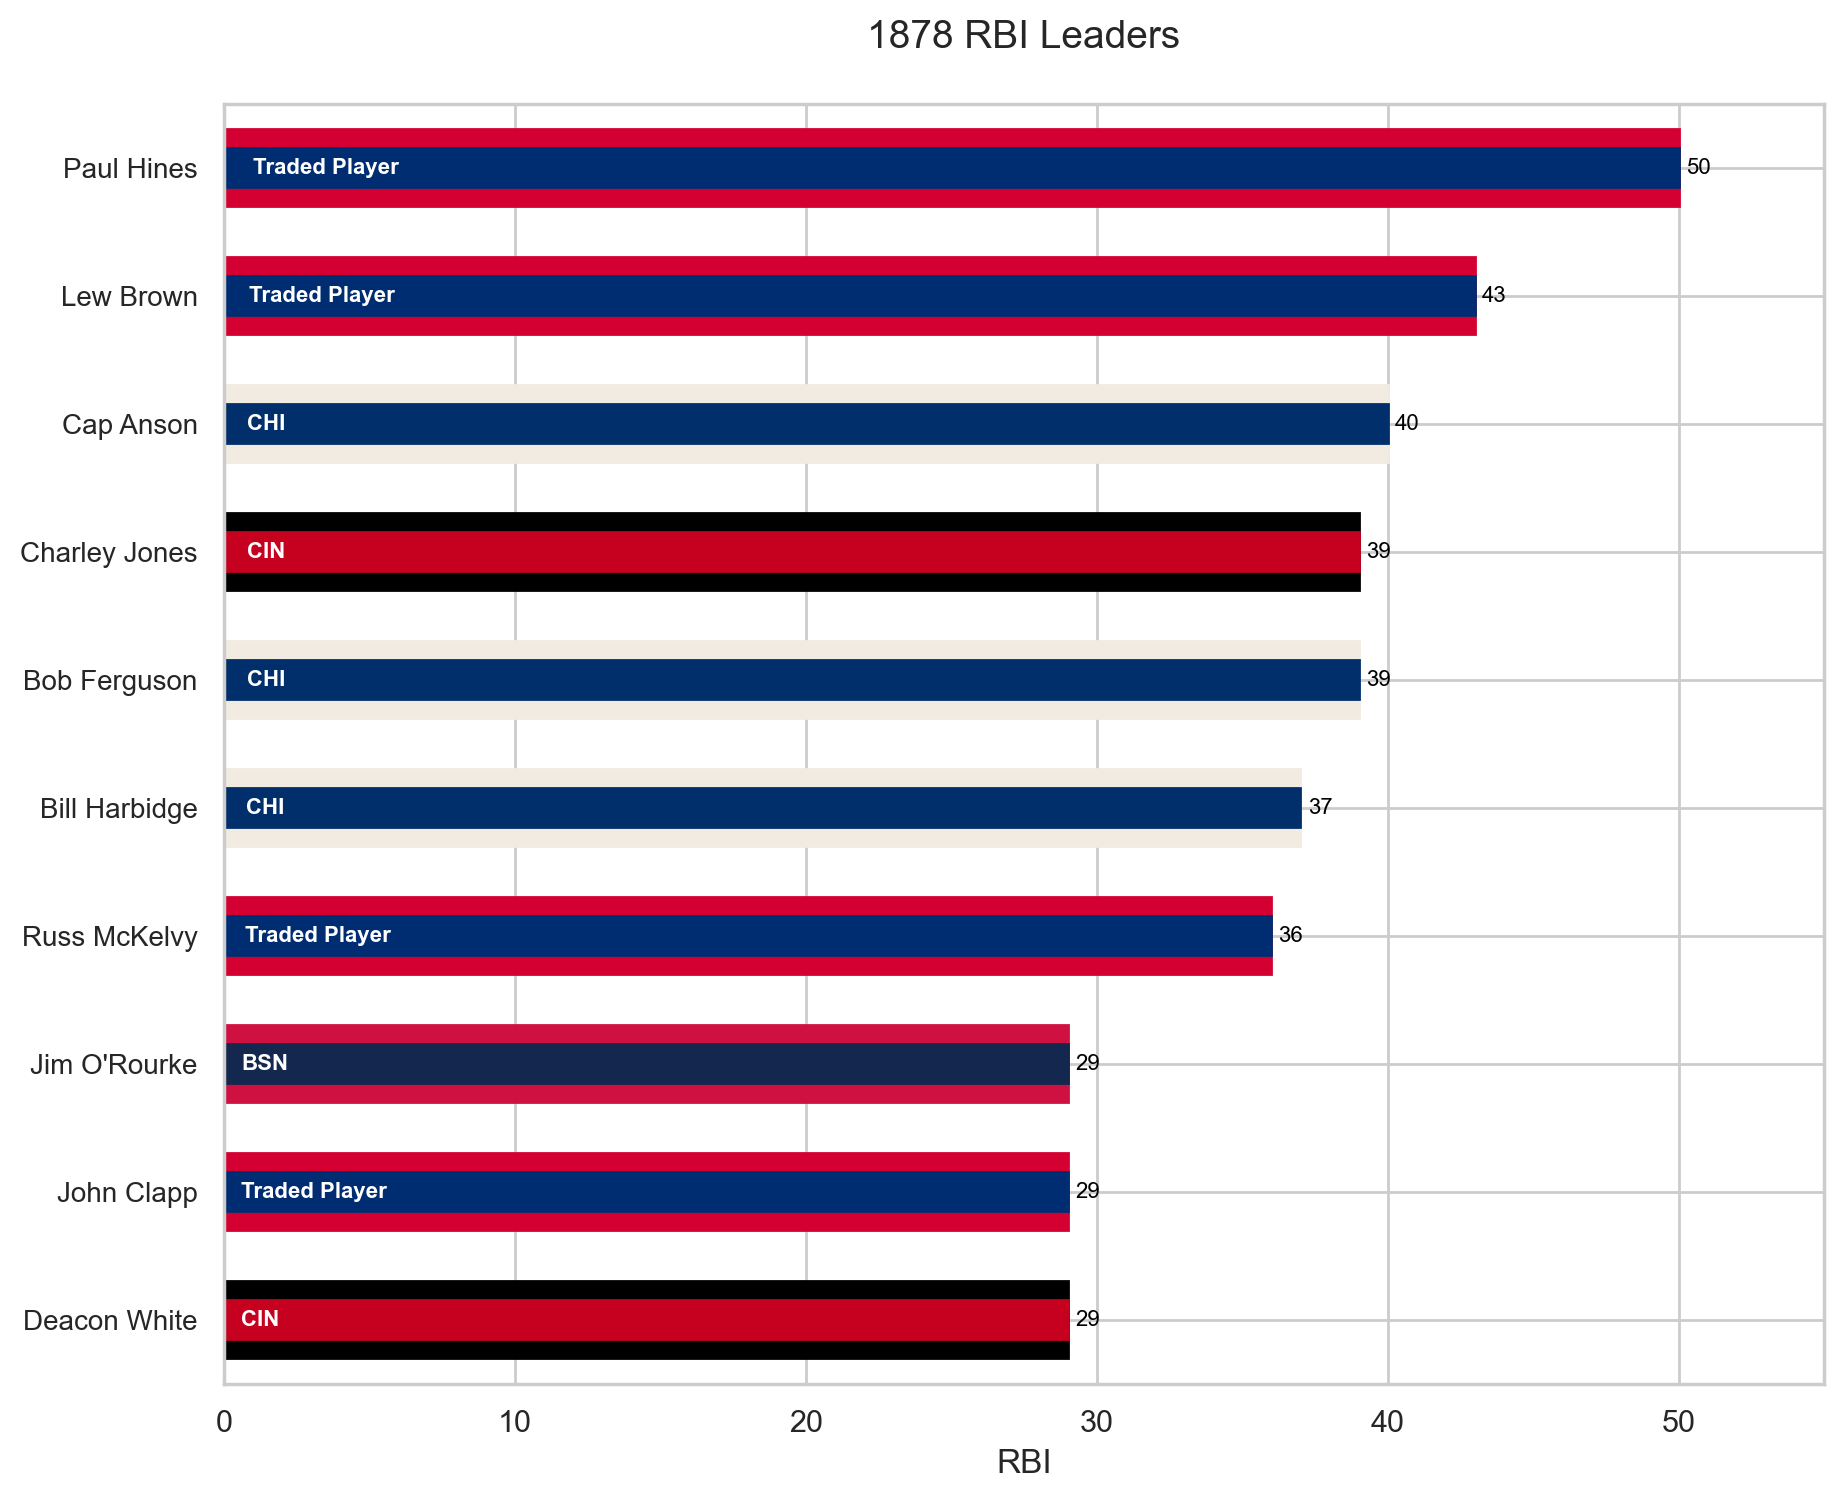 1878 RBI Leaders
Paul Hines
Traded Player
50
Lew Brown
Traded Player
43
Cap Anson
CHI
40
Charley Jones
CIN
39
Bob Ferguson
CHI
39
Bill Harbidge
CHI
37
Russ McKelvy
Traded Player
36
Jim O'Rourke
BSN
29
John Clapp
Traded Player
29
Deacon White
CIN
29
0 10 20 30 40 50
RBI